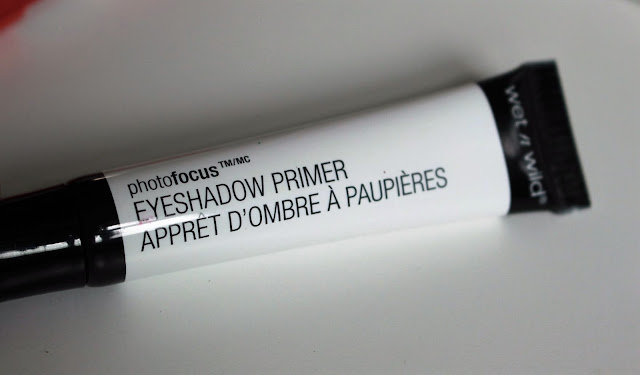 photofocus™/MC
EYESHADOW PRIMER
APPRÊT D'OMBRE À PAUPIÈRES
wet n wild®